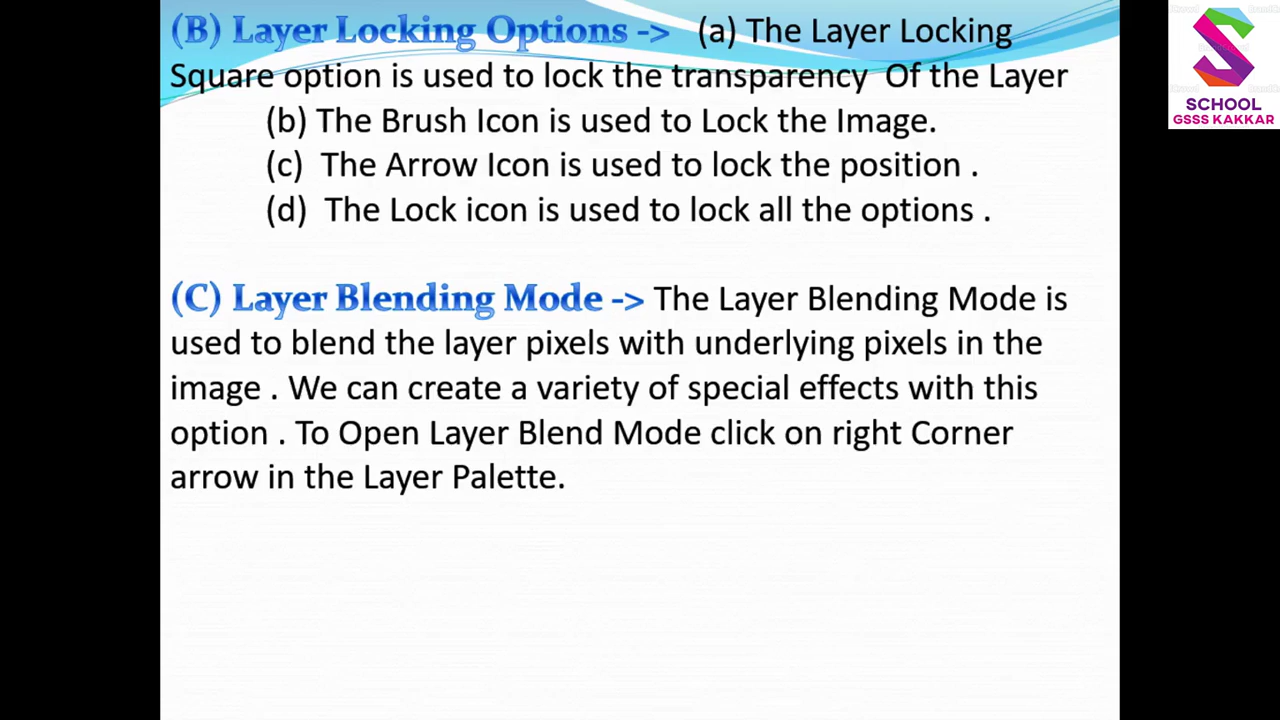 (B) Layer Locking Options -> (a) The Layer Locking
Square option is used to lock the transparency Of the Layer
(b) The Brush Icon is used to Lock the Image.
(c) The Arrow Icon is used to lock the position .
(d) The Lock icon is used to lock all the options .
(C) Layer Blending Mode -> The Layer Blending Mode is
used to blend the layer pixels with underlying pixels in the
image . We can create a variety of special effects with this
option . To Open Layer Blend Mode click on right Corner
arrow in the Layer Palette.
SCHOOL
GSSS KAKKAR